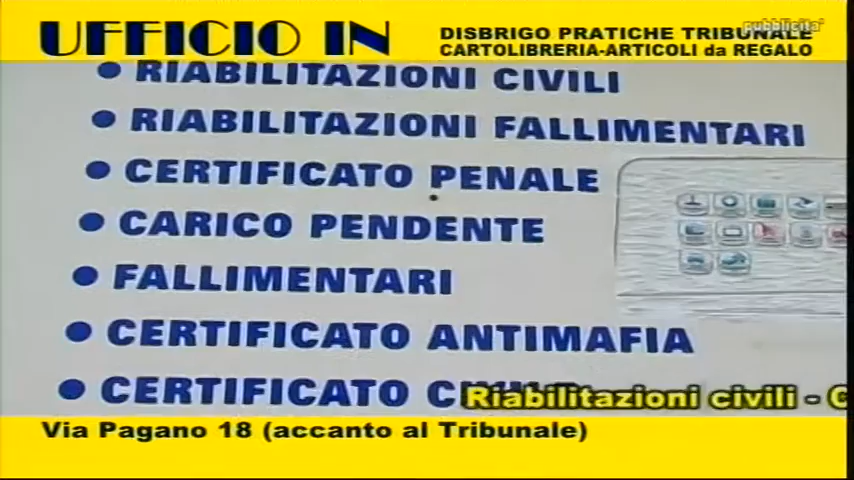 UFFICIO IN
DISBRIGO PRATICHE TRIBUNALE
CARTOLIBRERIA-ARTICOLI da REGALO
pubblicita'
• RIABILITAZIONI CIVILI
• RIABILITAZIONI FALLIMENTARI
• CERTIFICATO PENALE
• CARICO PENDENTE
• FALLIMENTARI
• CERTIFICATO ANTIMAFIA
• CERTIFICATO
Riabilitazioni civili -
Via Pagano 18 (accanto al Tribunale)